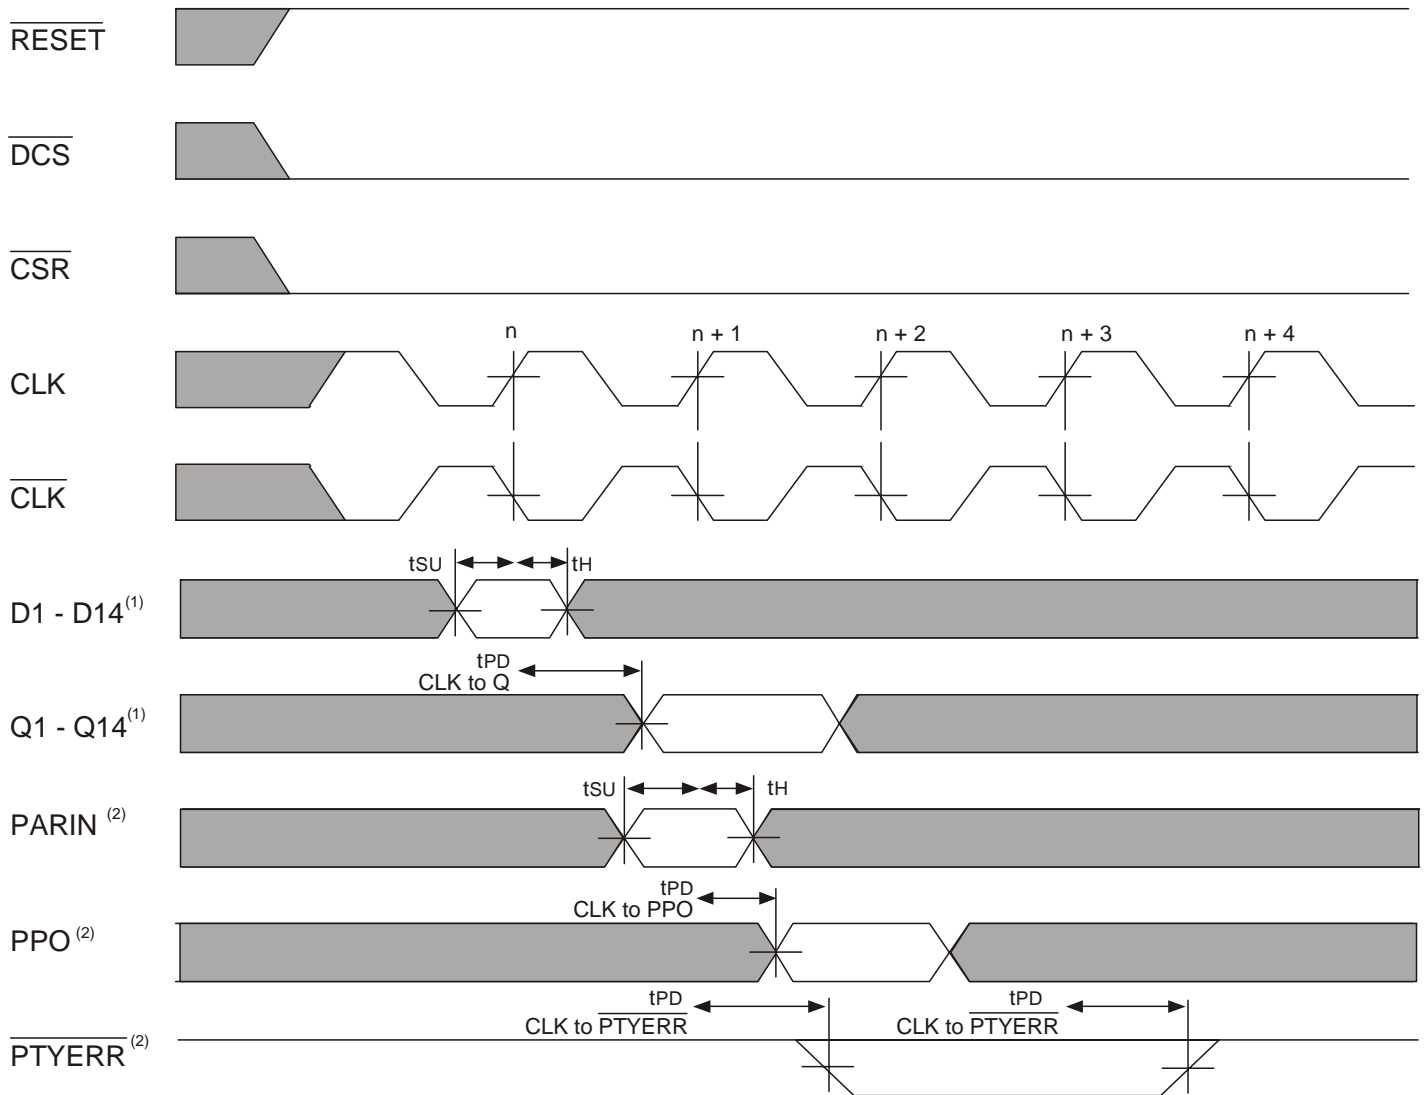 RESET
DCS
CSR
n n + 1 n + 2 n + 3 n + 4
CLK
CLK
tSU tH
D1 - D14(1)
tPD
CLK to Q
Q1 - Q14(1)
tSU tH
PARIN (2)
tPD
CLK to PPO
PPO (2)
tPD tPD
CLK to PTYERR CLK to PTYERR
PTYERR (2)